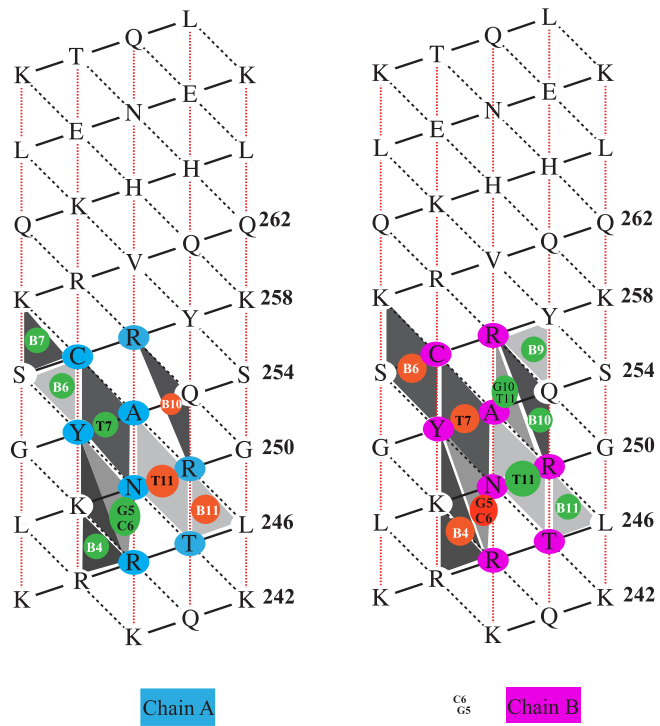 K T Q L
L E N E K
Q K H H L
K R V Q Q 262
S C R Y K 258
B7
G Y A Q S 254
B6
B10
L K N R G 250
T7
T11
G5
C6
B11
K R R T L 246
B4
K Q K 242
Chain A
K T Q L
L E N E K
Q K H H L
K R V Q Q 262
S C R Y K 258
B9
B6
G Y A Q S 254
G10
T11
T7
B10
L K N R G 250
T11
G5
C6
B11
K R R T L 246
B4
K Q K 242
C6
G5
Chain B